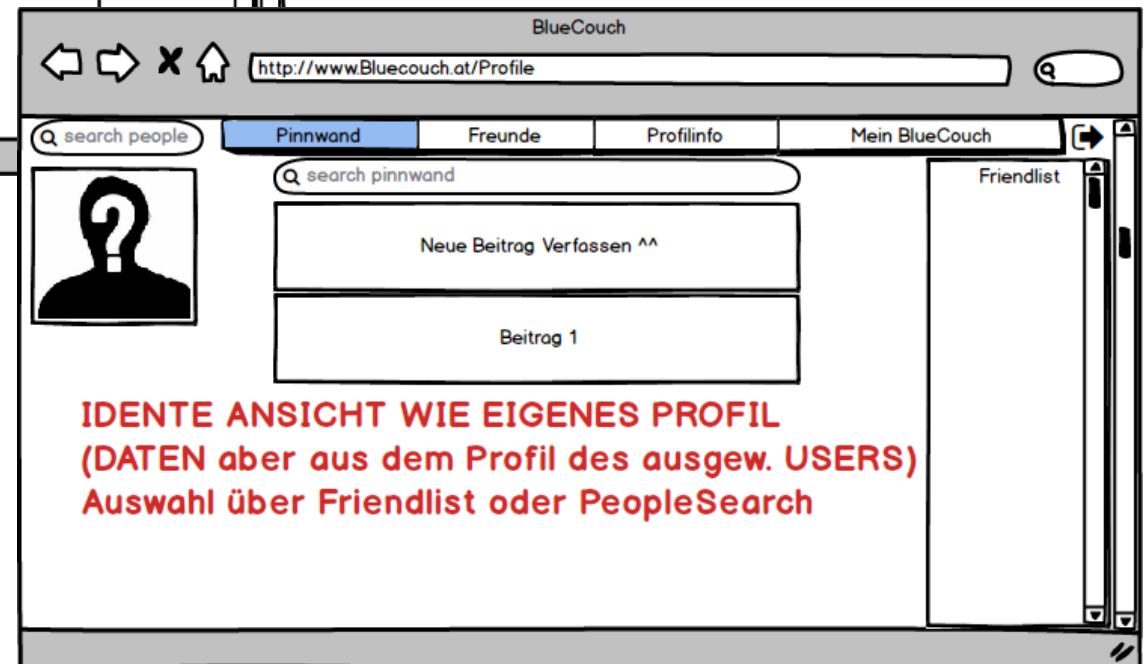 BlueCouch
http://www.Bluecouch.at/Profile
search people
Pinnwand
Freunde
Profilinfo
Mein BlueCouch
search pinnwand
Friendlist
Neue Beitrag Verfassen ^^
Beitrag 1
IDENTE ANSICHT WIE EIGENES PROFIL
(DATEN aber aus dem Profil des ausgew. USERS)
Auswahl über Friendlist oder PeopleSearch